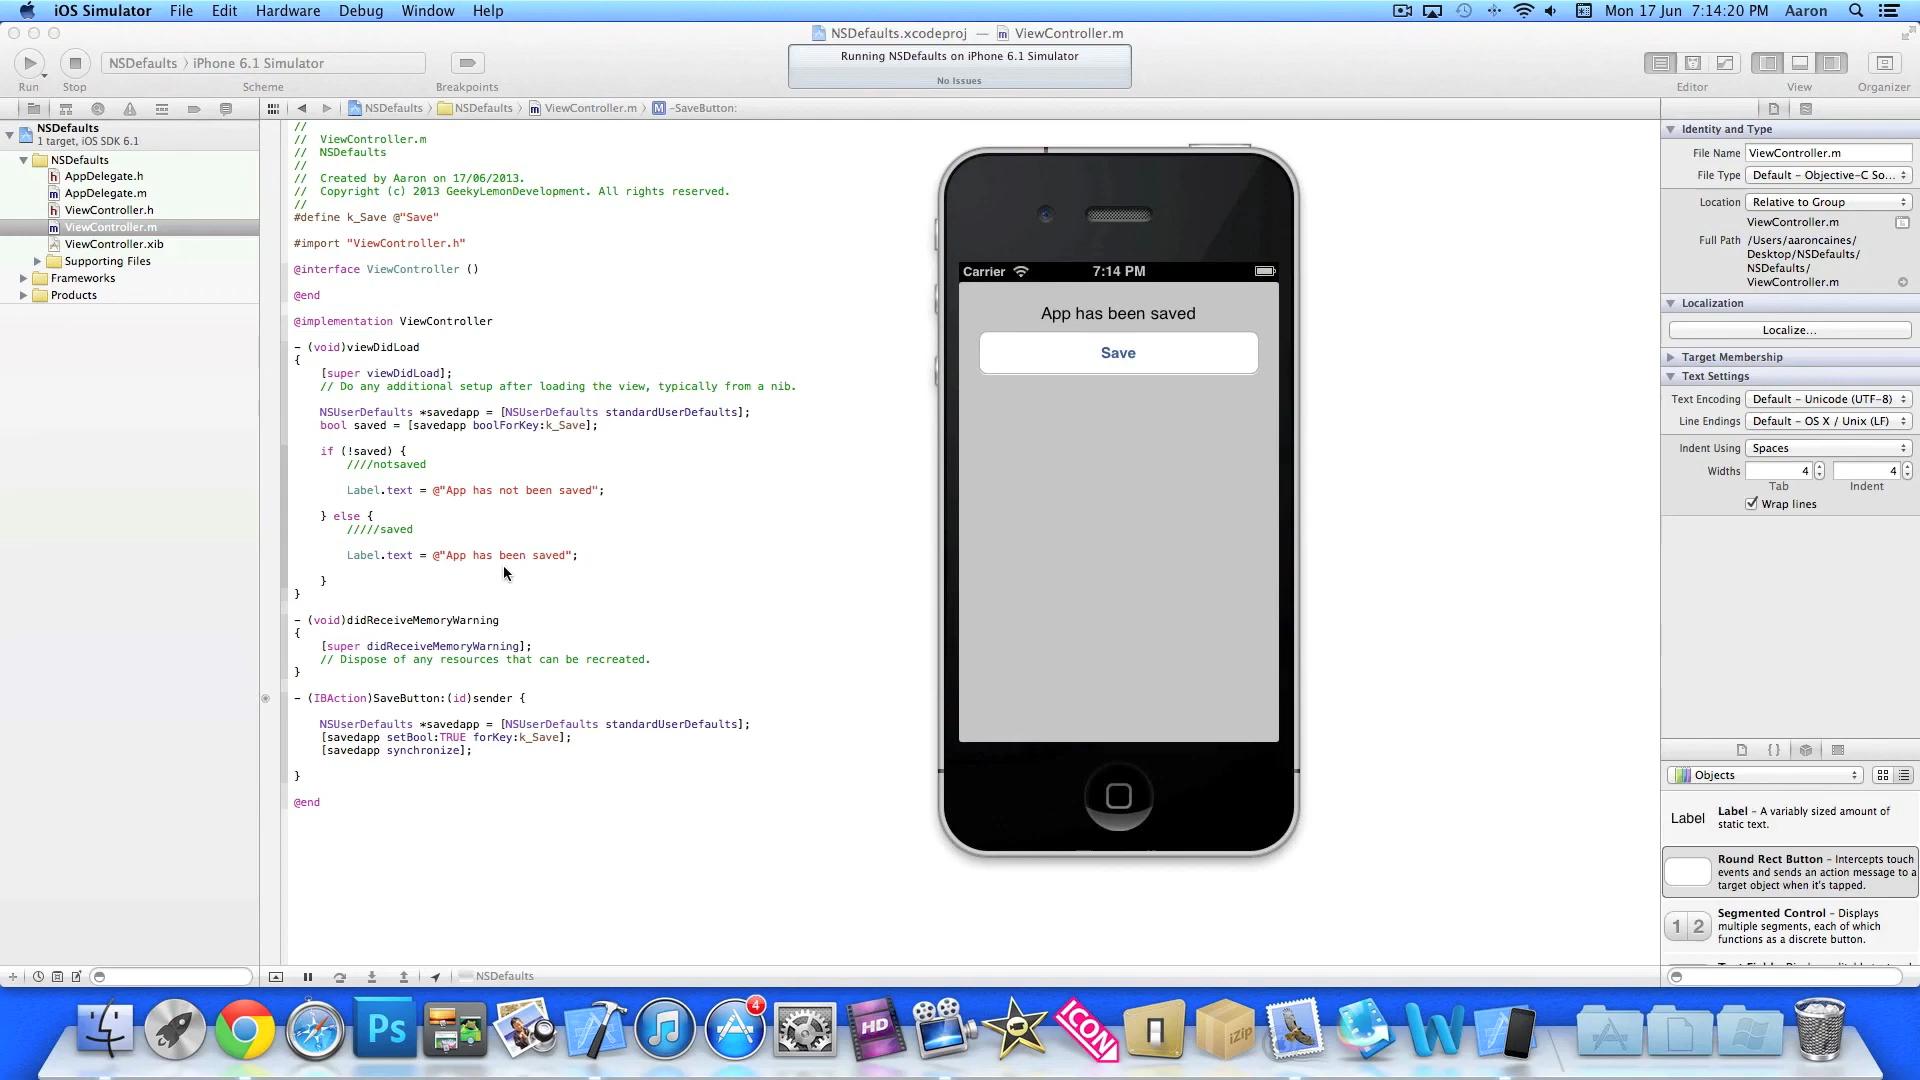 iOS Simulator File Edit Hardware Debug Window Help
Mon 17 Jun 7:14:20 PM Aaron
NSDefaults.xcodeproj — ViewController.m
Running NSDefaults on iPhone 6.1 Simulator
No Issues
NSDefaults iPhone 6.1 Simulator
Run Stop Scheme Breakpoints Editor View Organizer
NSDefaults NSDefaults ViewController.m -SaveButton:
NSDefaults
1 target, iOS SDK 6.1
NSDefaults
AppDelegate.h
AppDelegate.m
ViewController.h
ViewController.m
ViewController.xib
Supporting Files
Frameworks
Products
//
// ViewController.m
// NSDefaults
//
// Created by Aaron on 17/06/2013.
// Copyright (c) 2013 GeekyLemonDevelopment. All rights reserved.
//
#define k_Save @"Save"
#import "ViewController.h"
@interface ViewController ()
@end
@implementation ViewController
- (void)viewDidLoad
{
[super viewDidLoad];
// Do any additional setup after loading the view, typically from a nib.
NSUserDefaults *savedapp = [NSUserDefaults standardUserDefaults];
bool saved = [savedapp boolForKey:k_Save];
if (!saved) {
////notsaved
Label.text = @"App has not been saved";
} else {
/////saved
Label.text = @"App has been saved";
}
}
- (void)didReceiveMemoryWarning
{
[super didReceiveMemoryWarning];
// Dispose of any resources that can be recreated.
}
- (IBAction)SaveButton:(id)sender {
NSUserDefaults *savedapp = [NSUserDefaults standardUserDefaults];
[savedapp setBool:TRUE forKey:k_Save];
[savedapp synchronize];
}
@end
Carrier 7:14 PM
App has been saved
Save
Identity and Type
File Name ViewController.m
File Type Default - Objective-C So...
Location Relative to Group
ViewController.m
Full Path /Users/aaroncaines/
Desktop/NSDefaults/
NSDefaults/
ViewController.m
Localization
Localize...
Target Membership
Text Settings
Text Encoding Default - Unicode (UTF-8)
Line Endings Default - OS X / Unix (LF)
Indent Using Spaces
Widths 4 4
Tab Indent
Wrap lines
{ }
Objects
Label Label - A variably sized amount of
static text.
Round Rect Button - Intercepts touch
events and sends an action message to a
target object when it's tapped.
1 2 Segmented Control - Displays
multiple segments, each of which
functions as a discrete button.
NSDefaults
Ps
4
HD
ICON
iZip
W